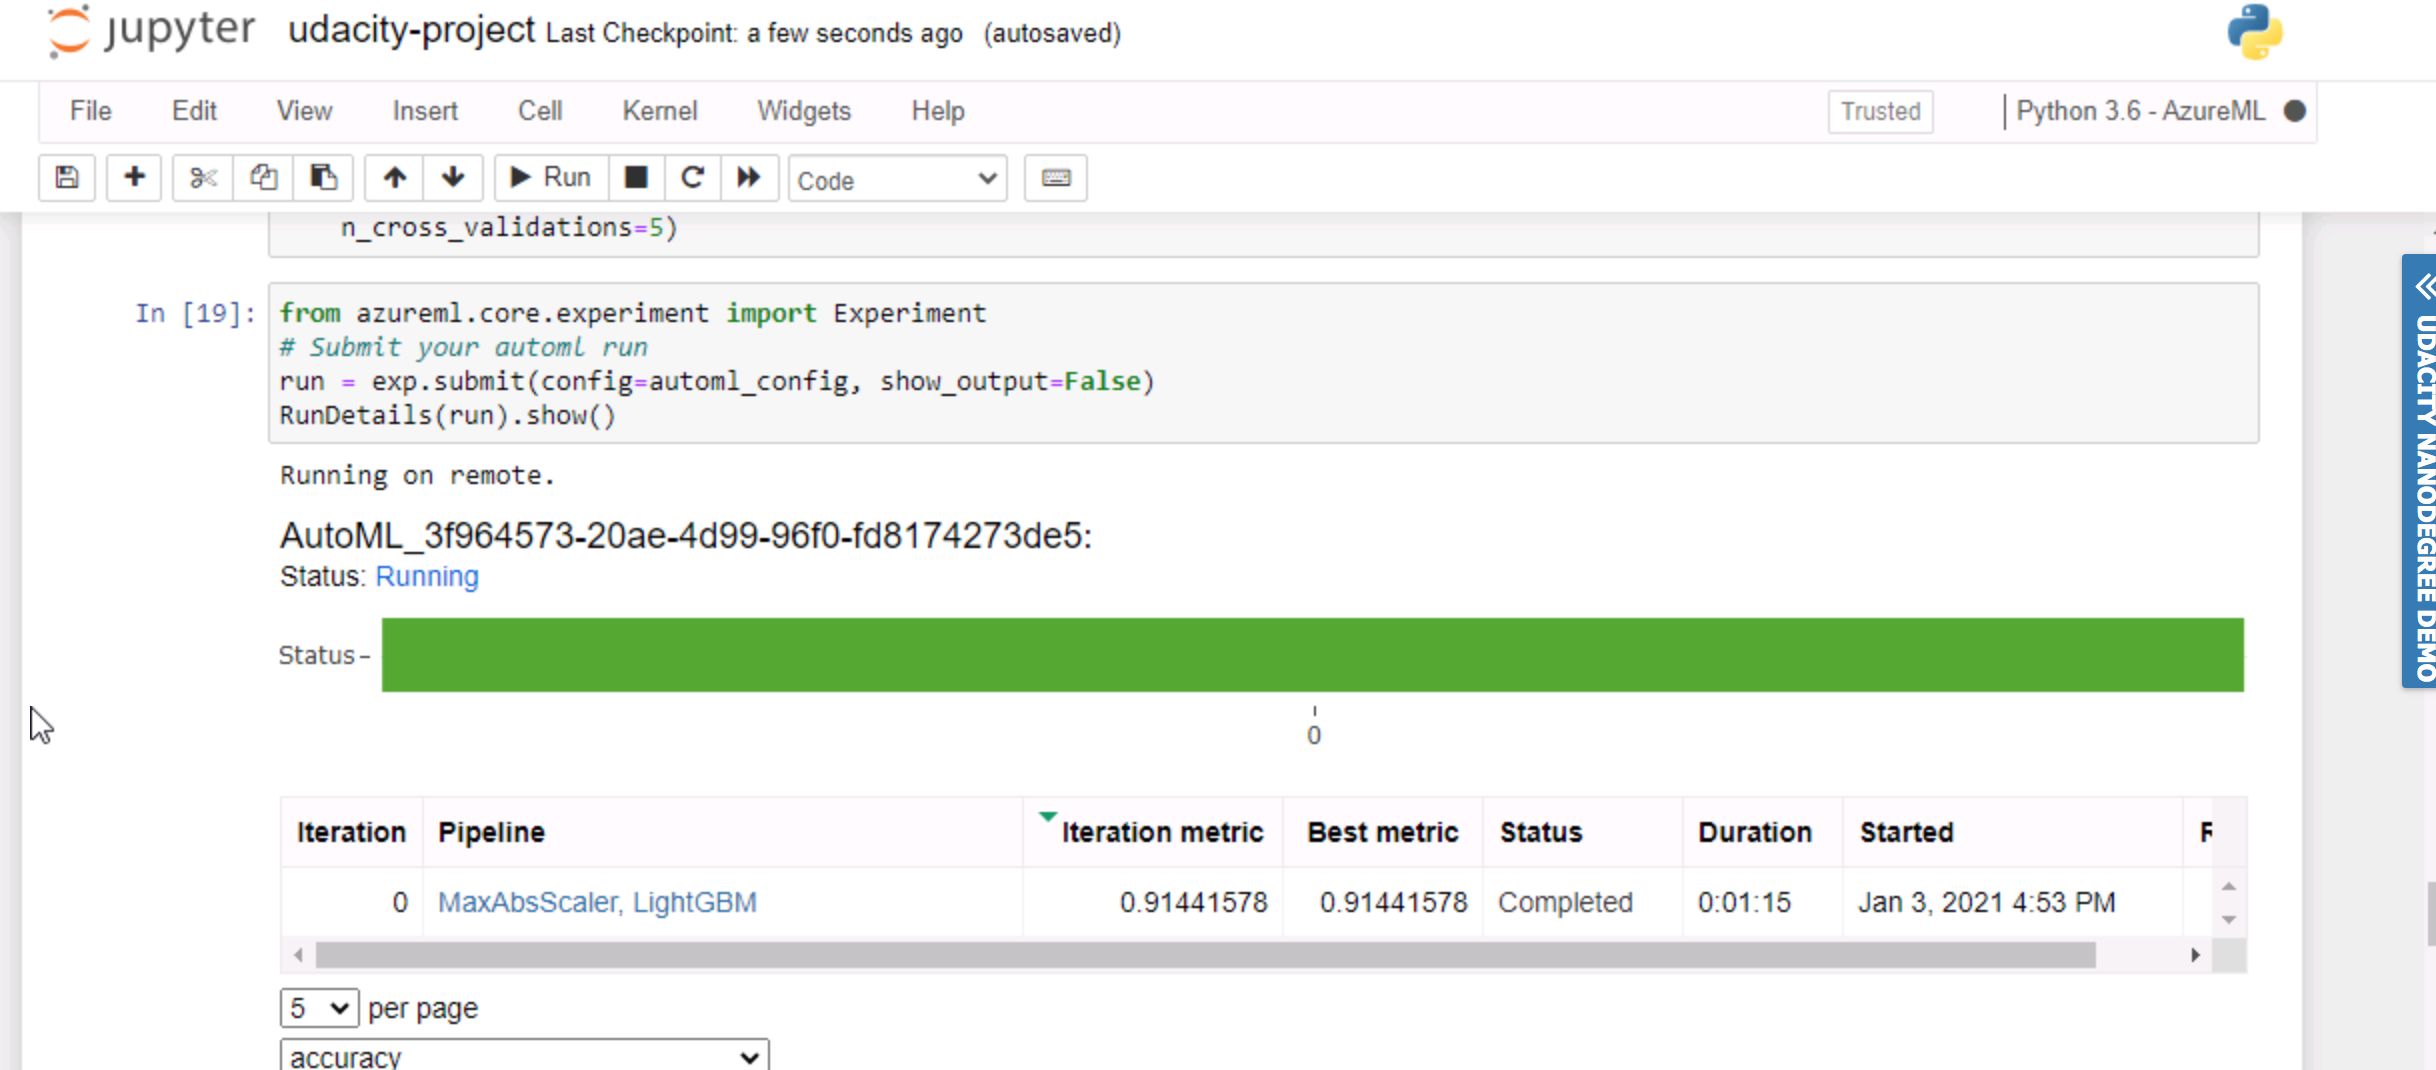 jupyter udacity-project Last Checkpoint: a few seconds ago (autosaved)
File Edit View Insert Cell Kernel Widgets Help Trusted Python 3.6 - AzureML
Run Code
n_cross_validations=5)
In [19]: from azureml.core.experiment import Experiment
# Submit your automl run
run = exp.submit(config=automl_config, show_output=False)
RunDetails(run).show()
Running on remote.
AutoML_3f964573-20ae-4d99-96f0-fd8174273de5:
Status: Running
Status
0
Iteration Pipeline Iteration metric Best metric Status Duration Started
0 MaxAbsScaler, LightGBM 0.91441578 0.91441578 Completed 0:01:15 Jan 3, 2021 4:53 PM
5 per page
accuracy
UDACITY NANODEGREE DEMO